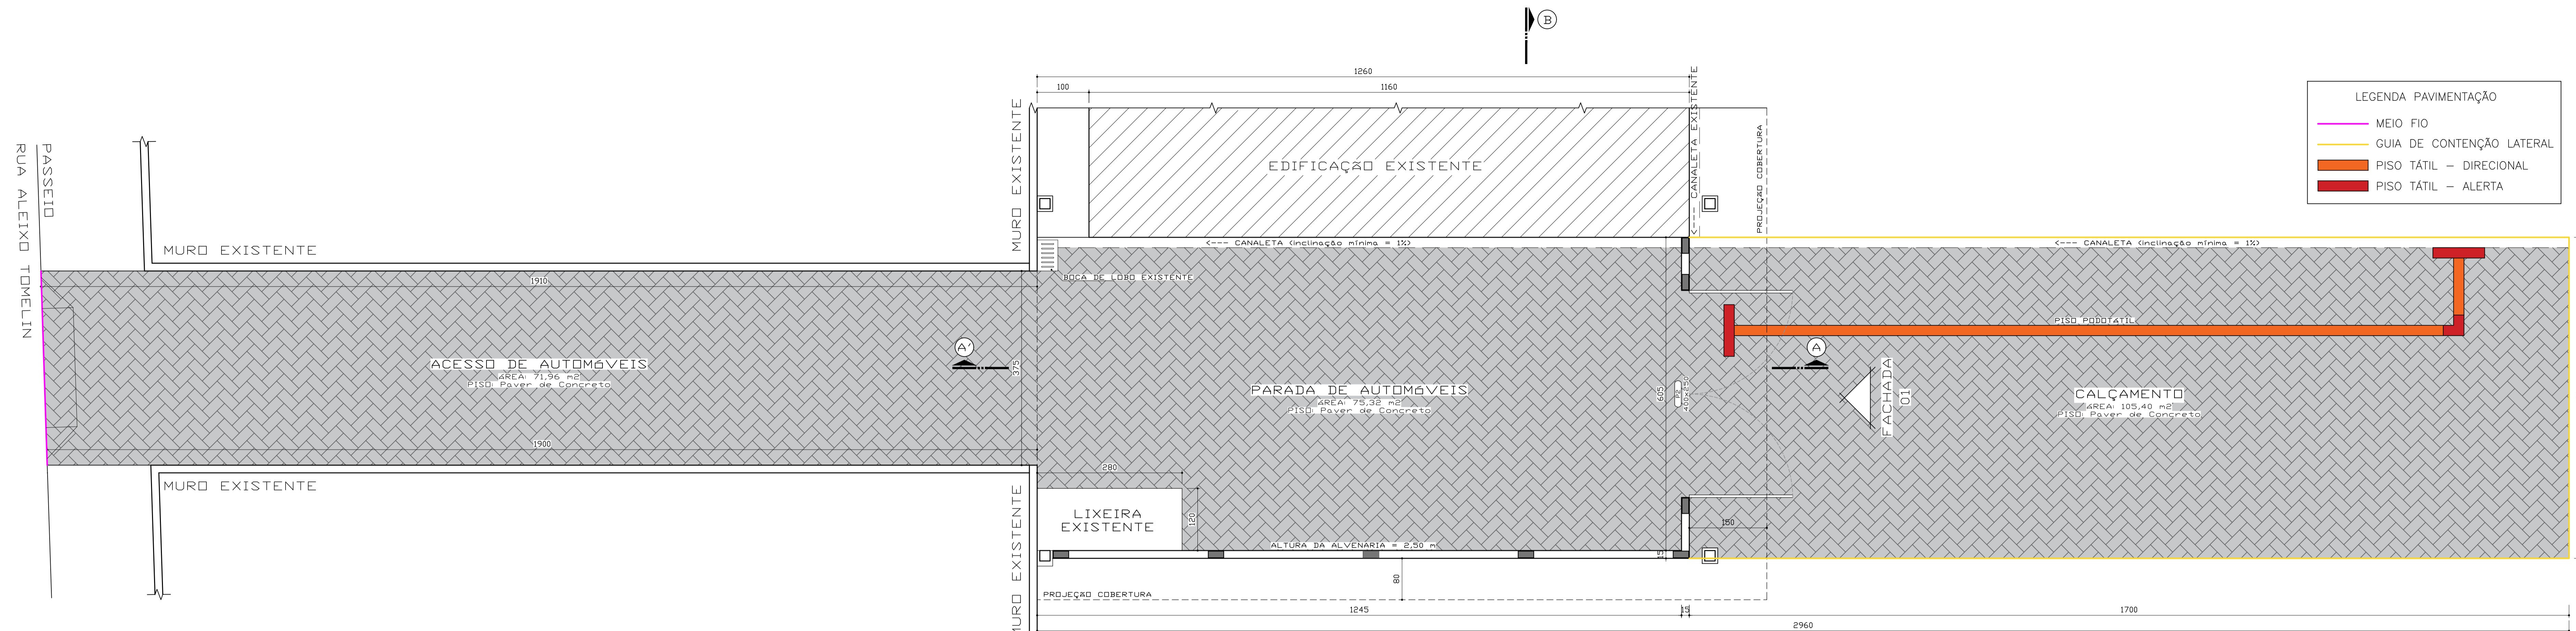 B
1260
100
1160
LEGENDA PAVIMENTAÇÃO
MEIO FIO
GUIA DE CONTENÇÃO LATERAL
PISO TÁTIL - DIRECIONAL
PISO TÁTIL - ALERTA
PASSEIO
RUA ALEIXO TOMELIN
MURO EXISTENTE
MURO EXISTENTE
EDIFICAÇÃO EXISTENTE
<--- CANALETA EXISTENTE
PROJEÇÃO COBERTURA
<--- CANALETA (inclinação mínima = 1%)
<--- CANALETA (inclinação mínima = 1%)
BOCA DE LOBO EXISTENTE
1910
PISO PODOTÁTIL
A'
A
375
ACESSO DE AUTOMÓVEIS
ÁREA: 71,96 m2
PISO: Paver de Concreto
PARADA DE AUTOMÓVEIS
ÁREA: 75,32 m2
PISO: Paver de Concreto
605
P2
400x250
FACHADA
01
CALÇAMENTO
ÁREA: 105,40 m2
PISO: Paver de Concreto
1900
280
MURO EXISTENTE
MURO EXISTENTE
LIXEIRA
EXISTENTE
120
150
ALTURA DA ALVENARIA = 2,50 m
15
80
PROJEÇÃO COBERTURA
1245
15
1700
2960